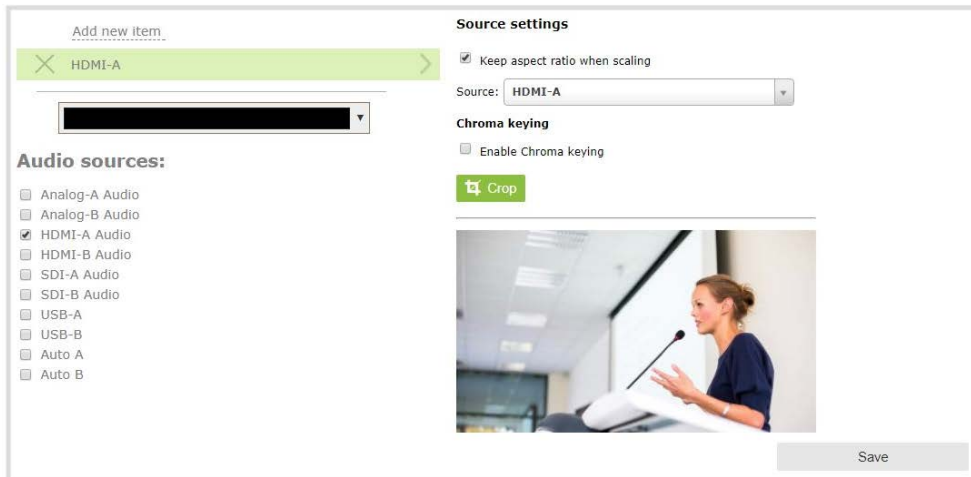 Add new item
HDMI-A
Audio sources:
Analog-A Audio
Analog-B Audio
HDMI-A Audio
HDMI-B Audio
SDI-A Audio
SDI-B Audio
USB-A
USB-B
Auto A
Auto B
Source settings
Keep aspect ratio when scaling
Source: HDMI-A
Chroma keying
Enable Chroma keying
Crop
Save